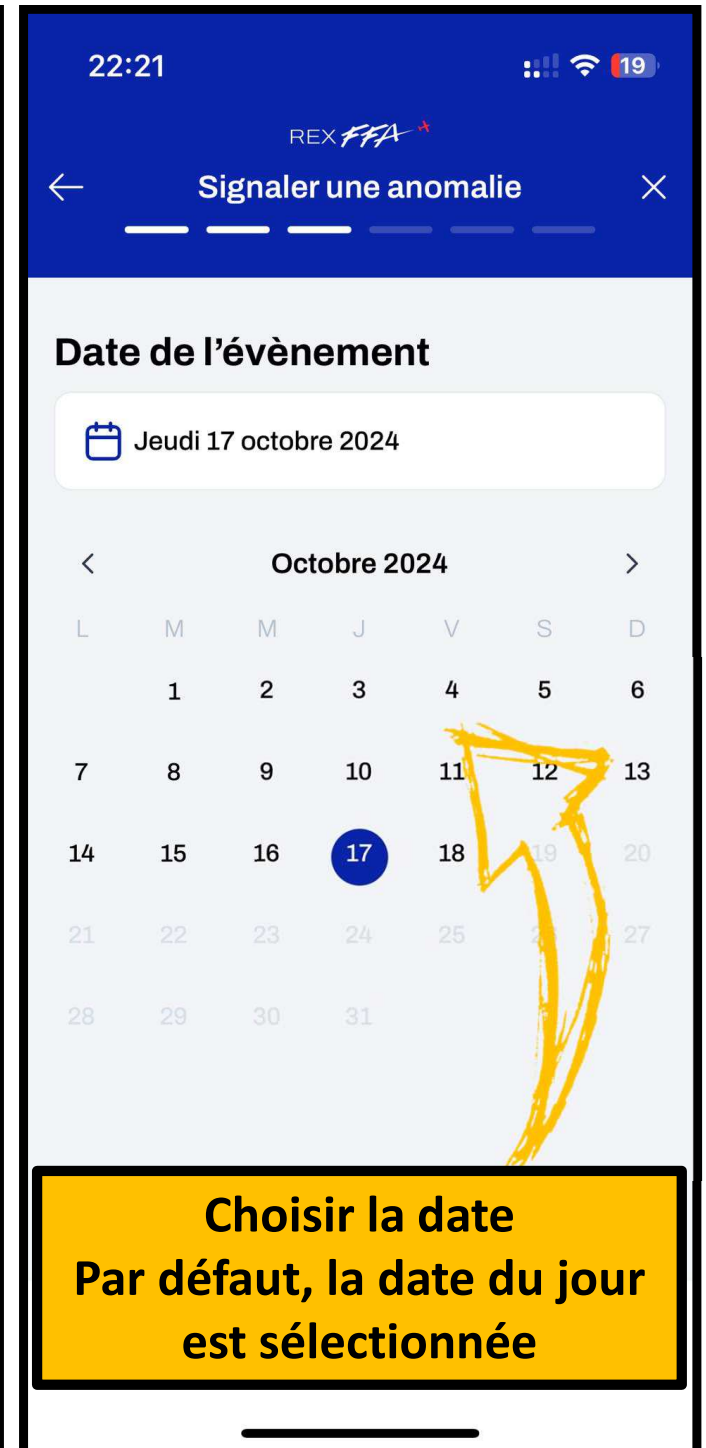 22:21 19
REX FFA
Signaler une anomalie
Date de l’évènement
Jeudi 17 octobre 2024
Octobre 2024
L M M J V S D
1 2 3 4 5 6
7 8 9 10 11 12 13
14 15 16 17 18 19 20
21 22 23 24 25 26 27
28 29 30 31
Choisir la date
Par défaut, la date du jour
est sélectionnée